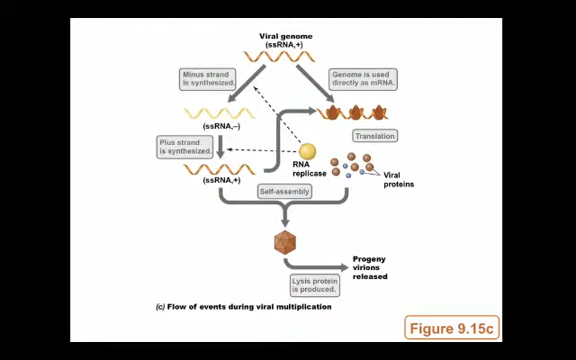 Viral genome
(ssRNA,+)
Minus strand
is synthesized.
Genome is used
directly as mRNA.
(ssRNA,–)
Plus strand
is synthesized.
Translation
RNA
replicase
(ssRNA,+)
Viral
proteins
Self-assembly
Progeny
virions
released
Lysis protein
is produced.
(c) Flow of events during viral multiplication
Figure 9.15c